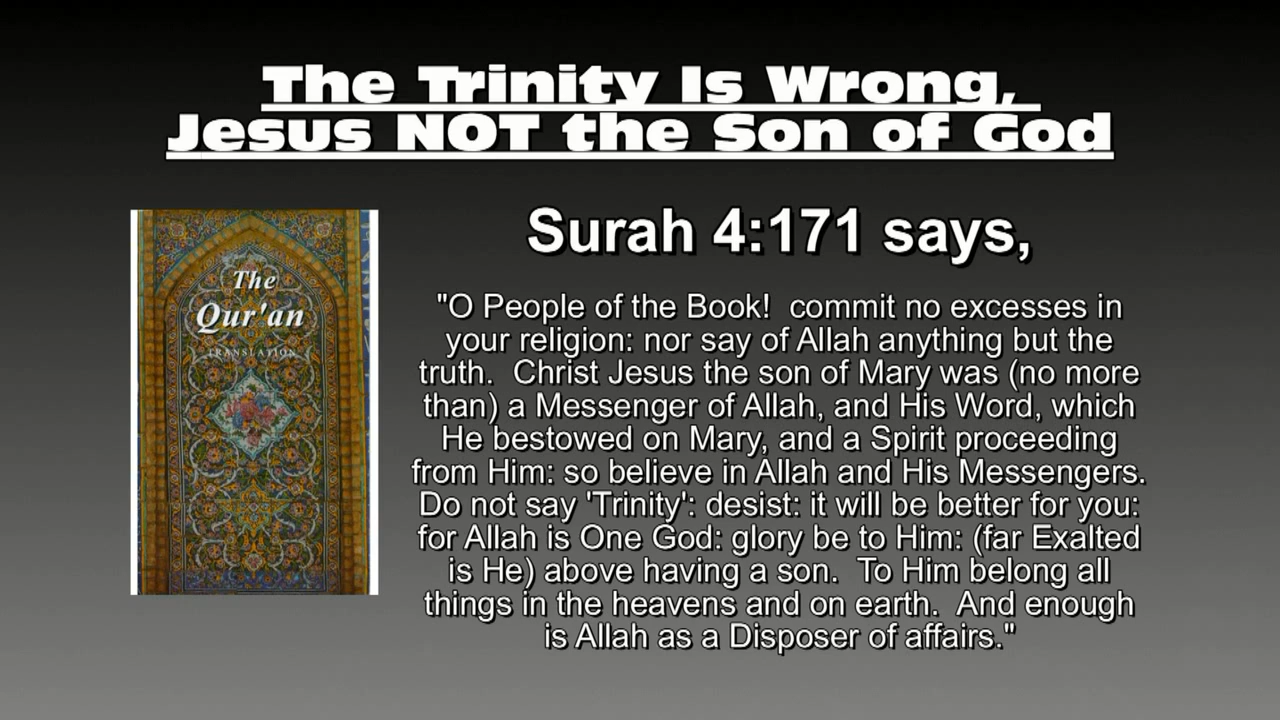 The Trinity Is Wrong,
Jesus NOT the Son of God
The
Qur'an
TRANSLATION
Surah 4:171 says,
"O People of the Book!  commit no excesses in
your religion: nor say of Allah anything but the
truth.  Christ Jesus the son of Mary was (no more
than) a Messenger of Allah, and His Word, which
He bestowed on Mary, and a Spirit proceeding
from Him: so believe in Allah and His Messengers.
Do not say 'Trinity': desist: it will be better for you:
for Allah is One God: glory be to Him: (far Exalted
is He) above having a son.  To Him belong all
things in the heavens and on earth.  And enough
is Allah as a Disposer of affairs."